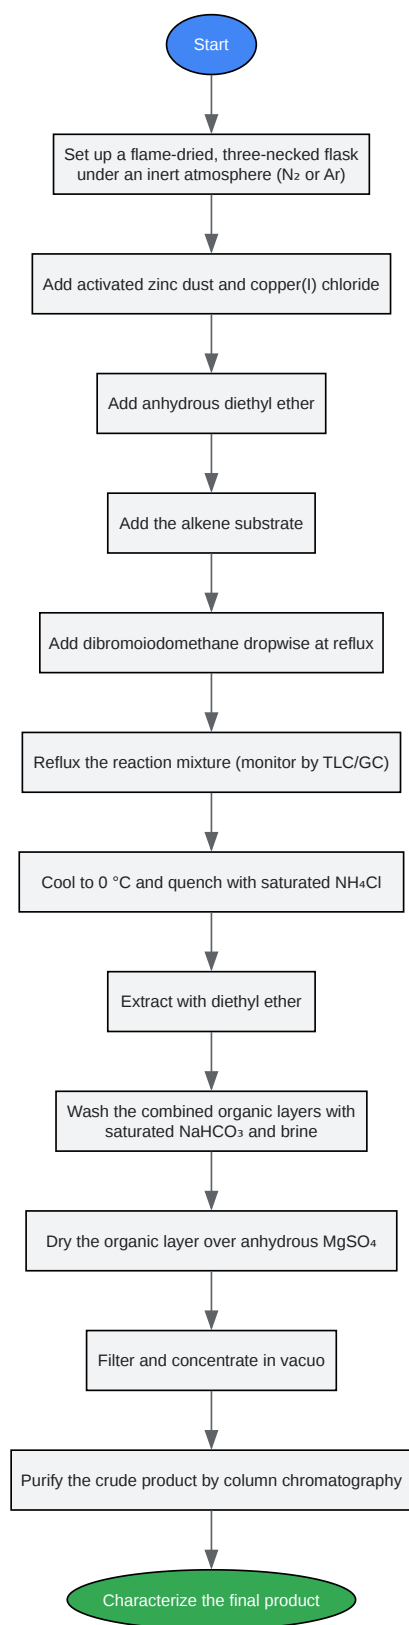 Start
Set up a flame-dried, three-necked flask
under an inert atmosphere (N₂ or Ar)
Add activated zinc dust and copper(I) chloride
Add anhydrous diethyl ether
Add the alkene substrate
Add dibromoiodomethane dropwise at reflux
Reflux the reaction mixture (monitor by TLC/GC)
Cool to 0 °C and quench with saturated NH₄Cl
Extract with diethyl ether
Wash the combined organic layers with
saturated NaHCO₃ and brine
Dry the organic layer over anhydrous MgSO₄
Filter and concentrate in vacuo
Purify the crude product by column chromatography
Characterize the final product